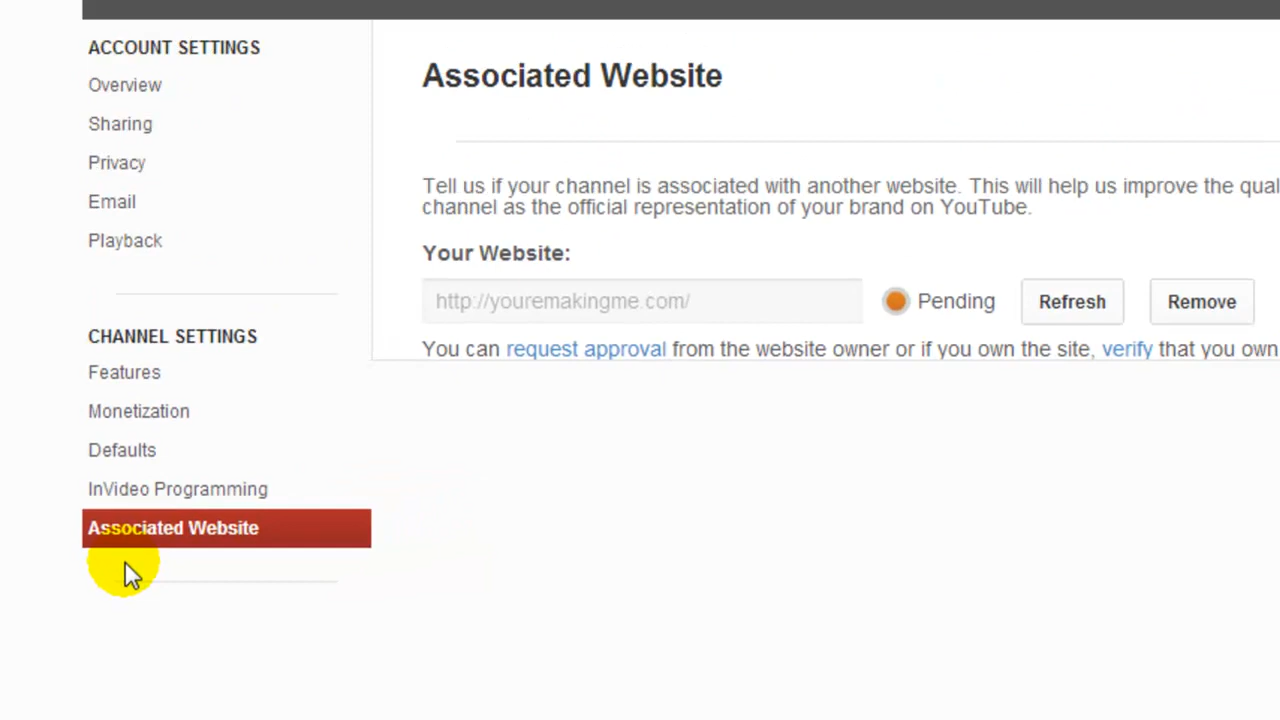 ACCOUNT SETTINGS
Overview
Sharing
Privacy
Email
Playback
CHANNEL SETTINGS
Features
Monetization
Defaults
InVideo Programming
Associated Website
Associated Website
Tell us if your channel is associated with another website. This will help us improve the qual
channel as the official representation of your brand on YouTube.
Your Website:
http://youremakingme.com/ Pending Refresh Remove
You can request approval from the website owner or if you own the site, verify that you own